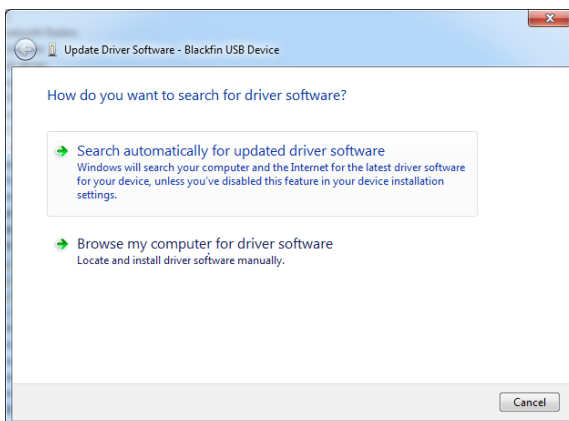 Update Driver Software - Blackfin USB Device
How do you want to search for driver software?
Search automatically for updated driver software
Windows will search your computer and the Internet for the latest driver software
for your device, unless you've disabled this feature in your device installation
settings.
Browse my computer for driver software
Locate and install driver software manually.
Cancel